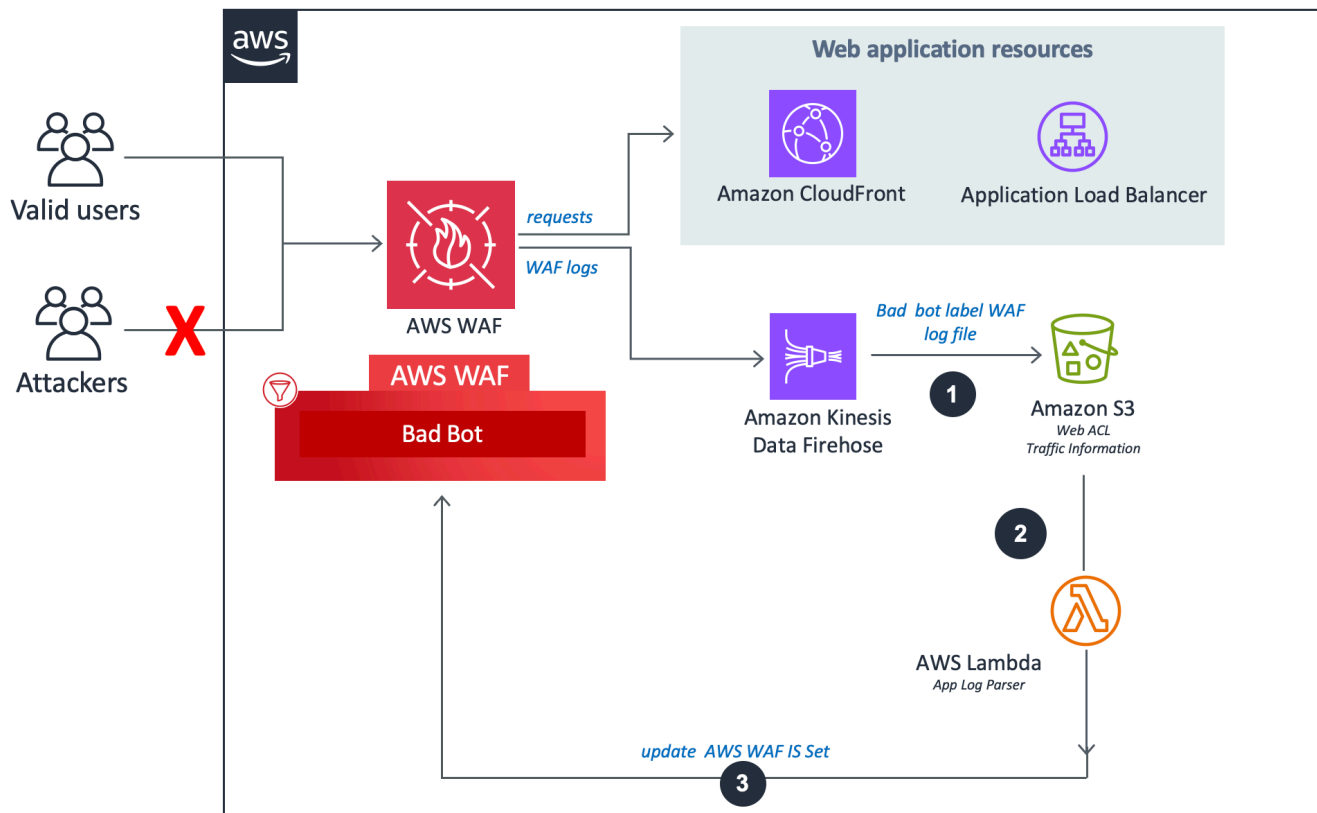 aws
Web application resources
Amazon CloudFront
Application Load Balancer
Valid users
requests
WAF logs
AWS WAF
Attackers
X
AWS WAF
Bad Bot
Bad bot label WAF
log file
1
Amazon Kinesis
Data Firehose
Amazon S3
Web ACL
Traffic Information
2
AWS Lambda
App Log Parser
update AWS WAF IS Set
3